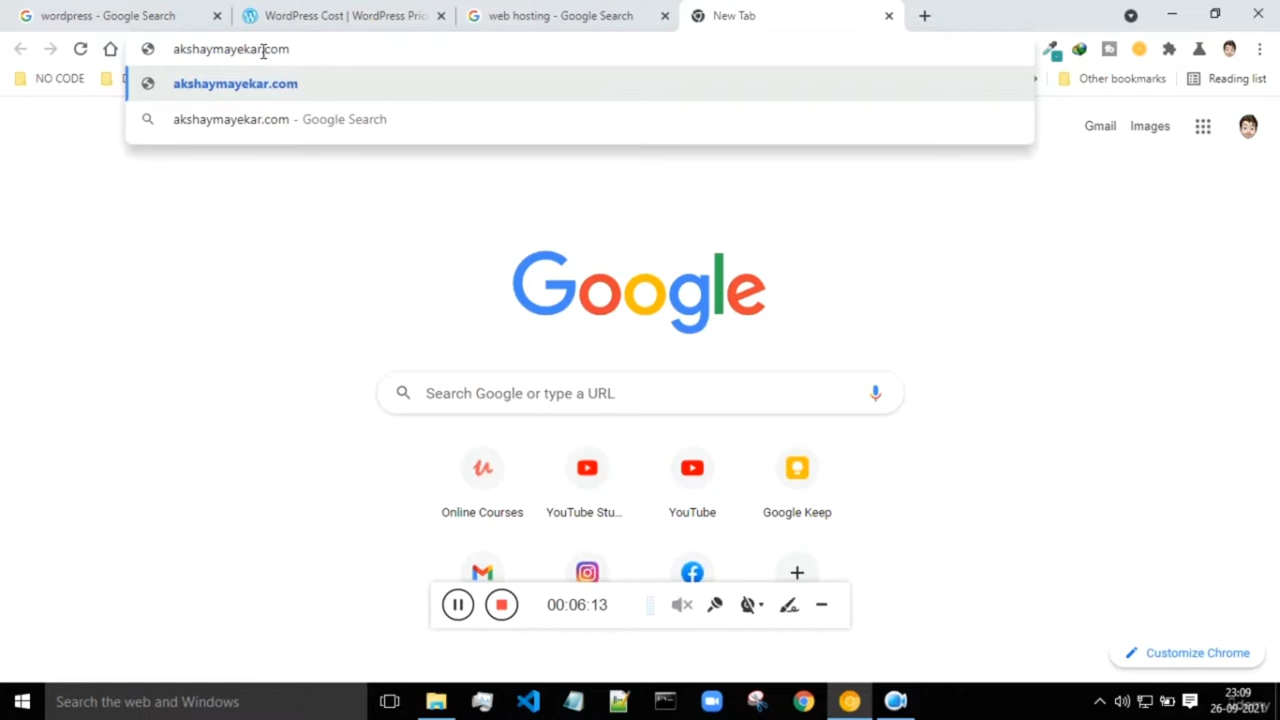 wordpress - Google Search
WordPress Cost | WordPress Pric
web hosting - Google Search
New Tab
akshaymayekar.com
NO CODE
Other bookmarks
Reading list
akshaymayekar.com
akshaymayekar.com - Google Search
Gmail
Images
Google
Search Google or type a URL
Online Courses
YouTube Stu...
YouTube
Google Keep
00:06:13
Customize Chrome
Search the web and Windows
23:09
26-09-2021
udemy